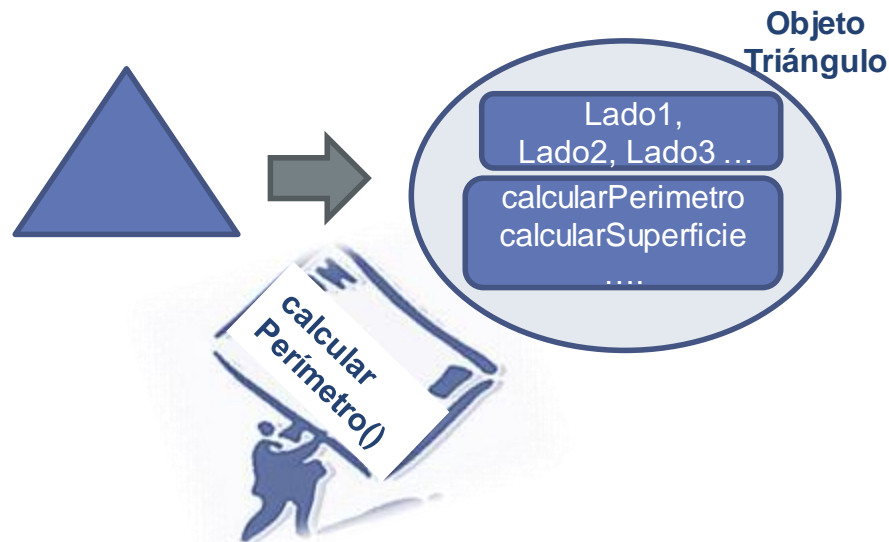 Objeto
Triángulo
Lado1,
Lado2, Lado3 …
calcularPerimetro
calcularSuperficie
….
calcular
Perímetro()